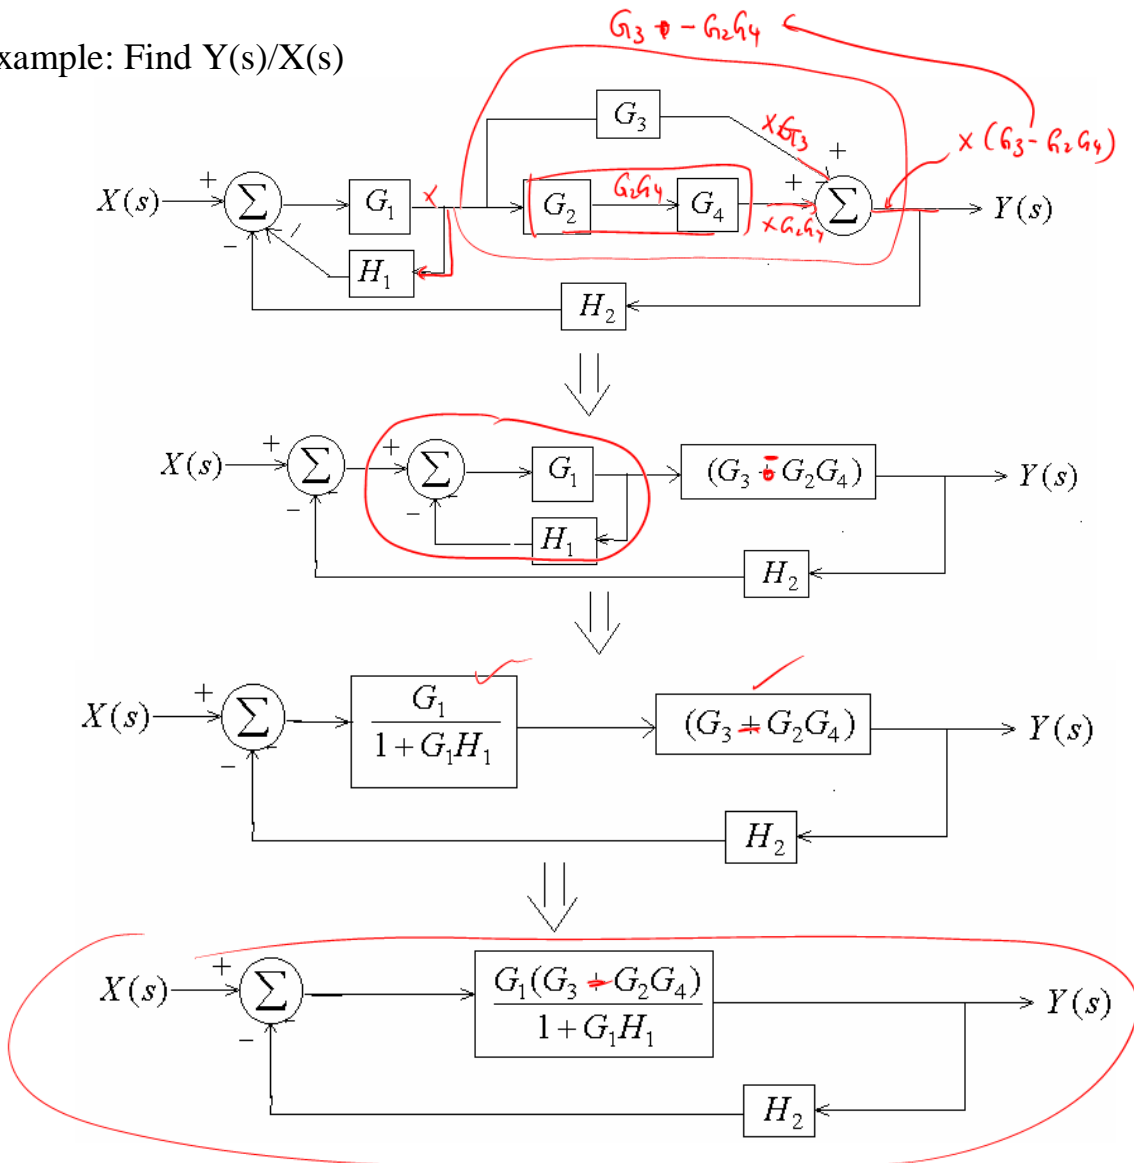 G3 - G2G4
xample: Find Y(s)/X(s)
G₃
XG3
+
X (G3 - G2G4)
X(s) + Σ G₁ X G₂ G2G4 G₄ + Σ Y(s)
XG2G4
− −
H₁
H₂
X(s) + Σ + Σ G₁ (G₃ - G₂G₄) Y(s)
− − − −
H₁
H₂
X(s) + Σ G₁ / (1 + G₁H₁) (G₃ - G₂G₄) Y(s)
− −
H₂
X(s) + Σ G₁(G₃ - G₂G₄) / (1 + G₁H₁) Y(s)
− −
H₂